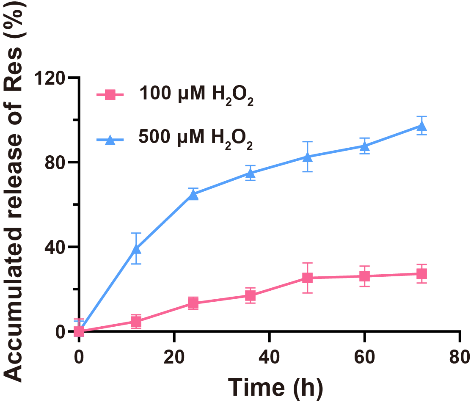 Accumulated release of Res (%)
120
80
40
0
100 μM H₂O₂
500 μM H₂O₂
0 20 40 60 80
Time (h)